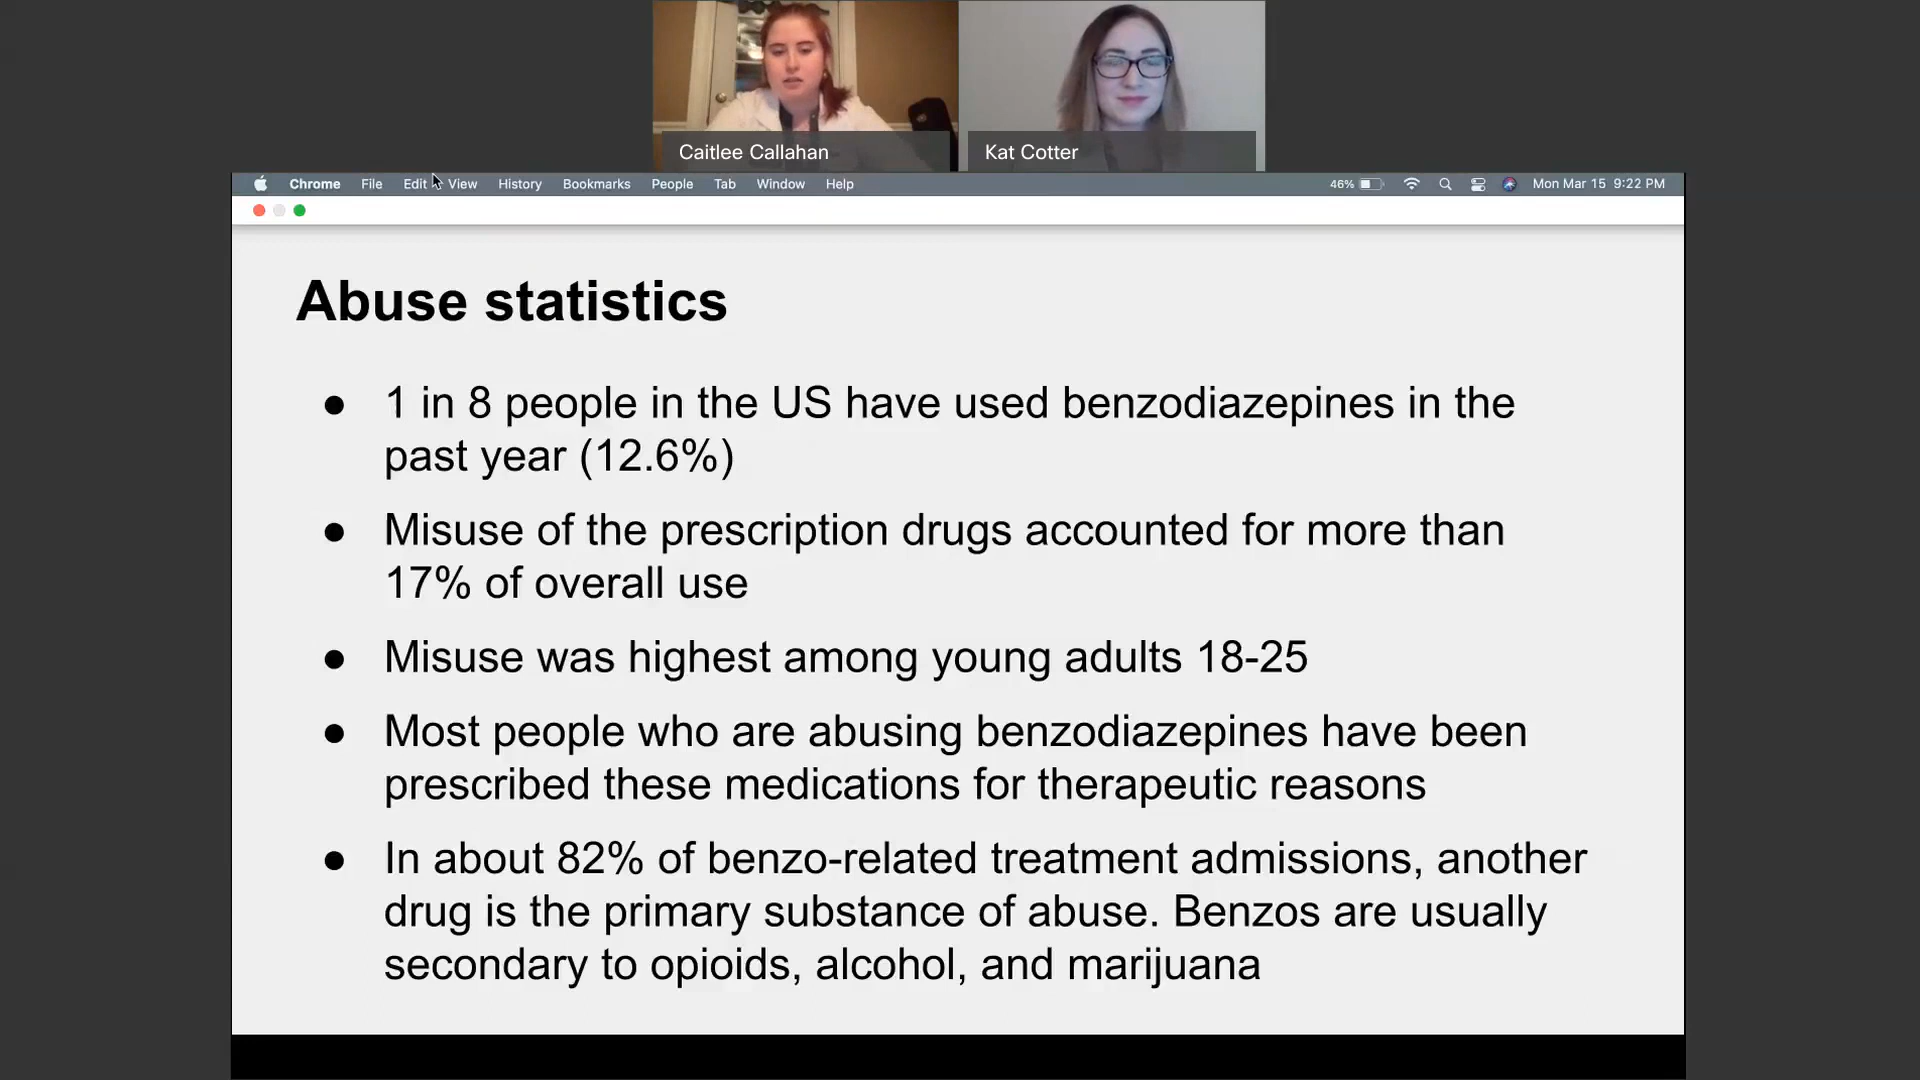 Caitlee Callahan
Kat Cotter
Chrome File Edit View History Bookmarks People Tab Window Help 46% Mon Mar 15 9:22 PM
Abuse statistics
● 1 in 8 people in the US have used benzodiazepines in the
past year (12.6%)
● Misuse of the prescription drugs accounted for more than
17% of overall use
● Misuse was highest among young adults 18-25
● Most people who are abusing benzodiazepines have been
prescribed these medications for therapeutic reasons
● In about 82% of benzo-related treatment admissions, another
drug is the primary substance of abuse. Benzos are usually
secondary to opioids, alcohol, and marijuana